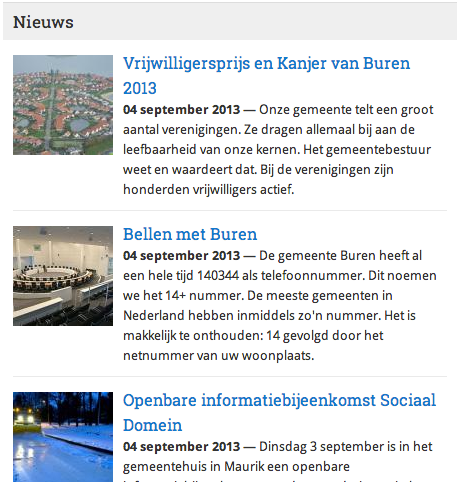 Nieuws
Vrijwilligersprijs en Kanjer van Buren
2013
04 september 2013 — Onze gemeente telt een groot
aantal verenigingen. Ze dragen allemaal bij aan de
leefbaarheid van onze kernen. Het gemeentebestuur
weet en waardeert dat. Bij de verenigingen zijn
honderden vrijwilligers actief.
Bellen met Buren
04 september 2013 — De gemeente Buren heeft al
een hele tijd 140344 als telefoonnummer. Dit noemen
we het 14+ nummer. De meeste gemeenten in
Nederland hebben inmiddels zo'n nummer. Het is
makkelijk te onthouden: 14 gevolgd door het
netnummer van uw woonplaats.
Openbare informatiebijeenkomst Sociaal
Domein
04 september 2013 — Dinsdag 3 september is in het
gemeentehuis in Maurik een openbare